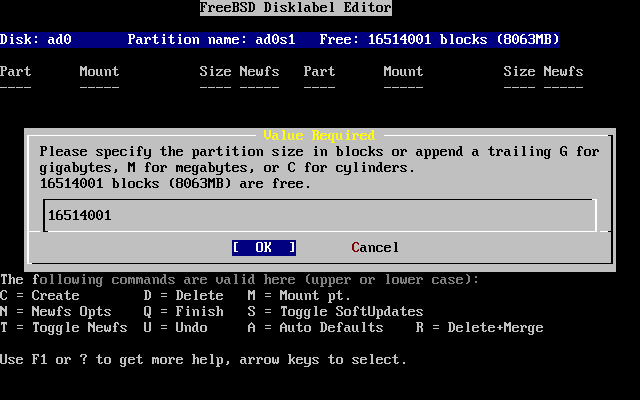 FreeBSD Disklabel Editor
Disk: ad0 Partition name: ad0s1 Free: 16514001 blocks (8063MB)
Part Mount Size Newfs Part Mount Size Newfs
---- ----- ---- ----- ---- ----- ---- -----
Value Required
Please specify the partition size in blocks or append a trailing G for
gigabytes, M for megabytes, or C for cylinders.
16514001 blocks (8063MB) are free.
16514001
[ OK ] Cancel
The following commands are valid here (upper or lower case):
C = Create D = Delete M = Mount pt.
N = Newfs Opts Q = Finish S = Toggle SoftUpdates
T = Toggle Newfs U = Undo A = Auto Defaults R = Delete+Merge
Use F1 or ? to get more help, arrow keys to select.